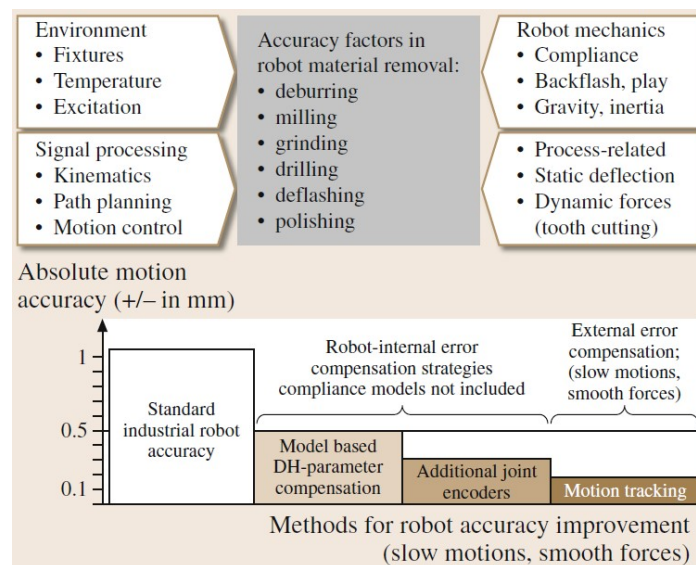 Environment
• Fixtures
• Temperature
• Excitation
Signal processing
• Kinematics
• Path planning
• Motion control
Accuracy factors in
robot material removal:
• deburring
• milling
• grinding
• drilling
• deflashing
• polishing
Robot mechanics
• Compliance
• Backflash, play
• Gravity, inertia
• Process-related
• Static deflection
• Dynamic forces
(tooth cutting)
Absolute motion
accuracy (+/– in mm)
1
0.5
0.1
Standard
industrial robot
accuracy
Robot-internal error
compensation strategies
compliance models not included
Model based
DH-parameter
compensation
Additional joint
encoders
External error
compensation;
(slow motions,
smooth forces)
Motion tracking
Methods for robot accuracy improvement
(slow motions, smooth forces)